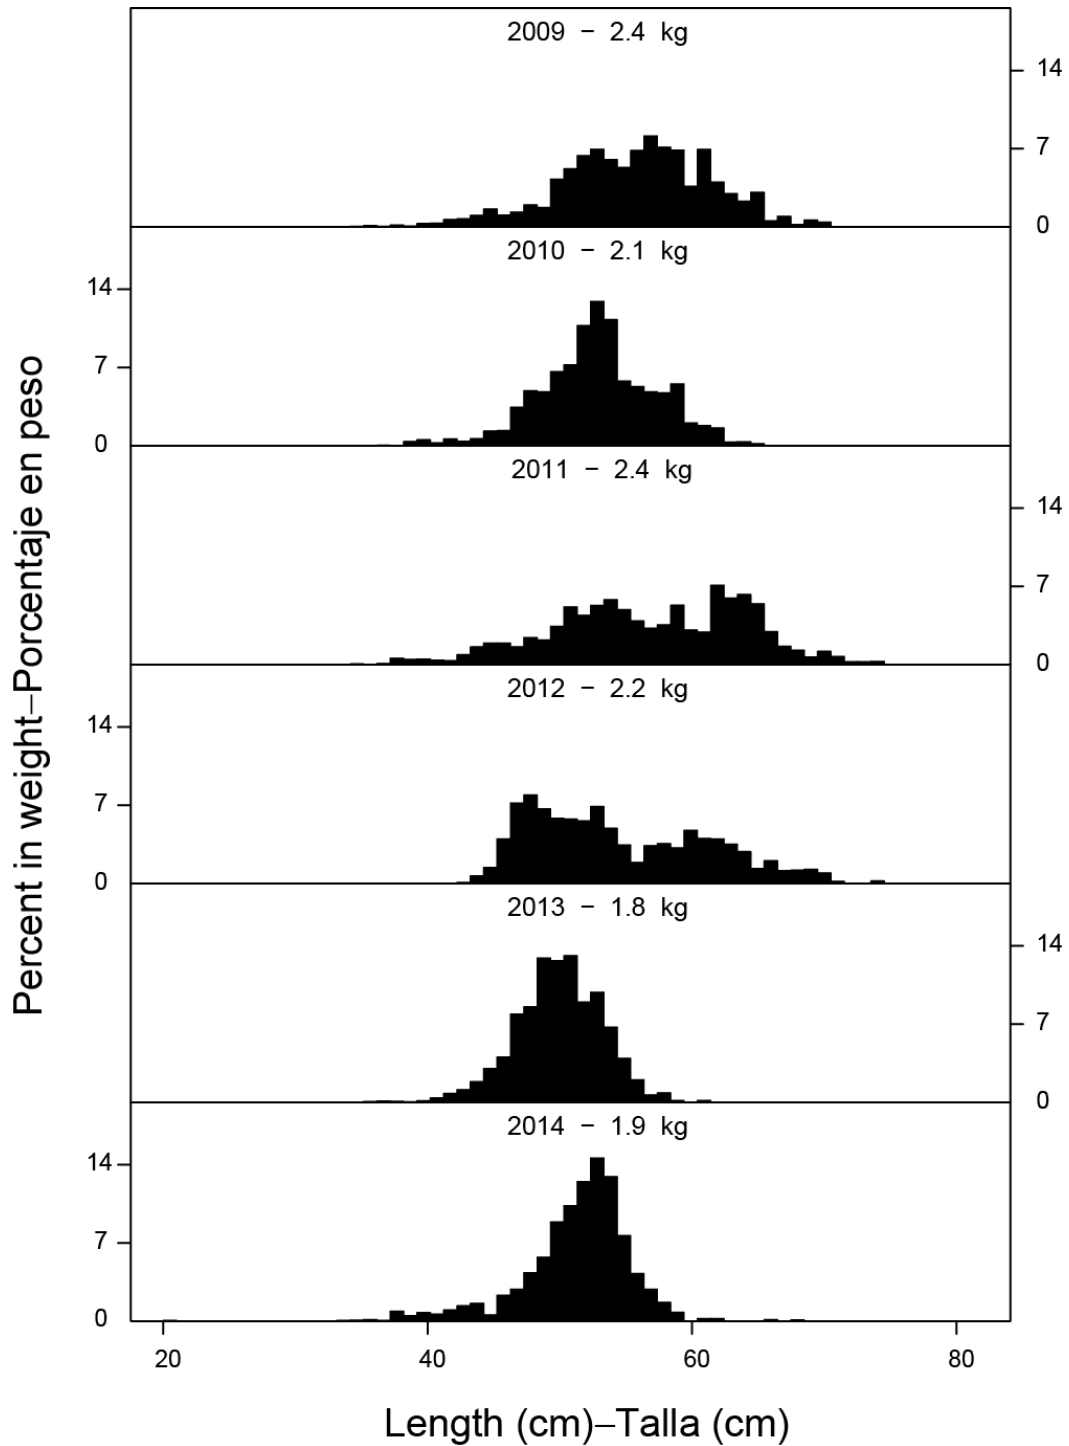 2009 − 2.4 kg
14
7
0
2010 − 2.1 kg
14
7
0
2011 − 2.4 kg
14
7
0
2012 − 2.2 kg
14
7
0
2013 − 1.8 kg
14
7
0
2014 − 1.9 kg
14
7
0
20 40 60 80
Length (cm)−Talla (cm)
Percent in weight−Porcentaje en peso